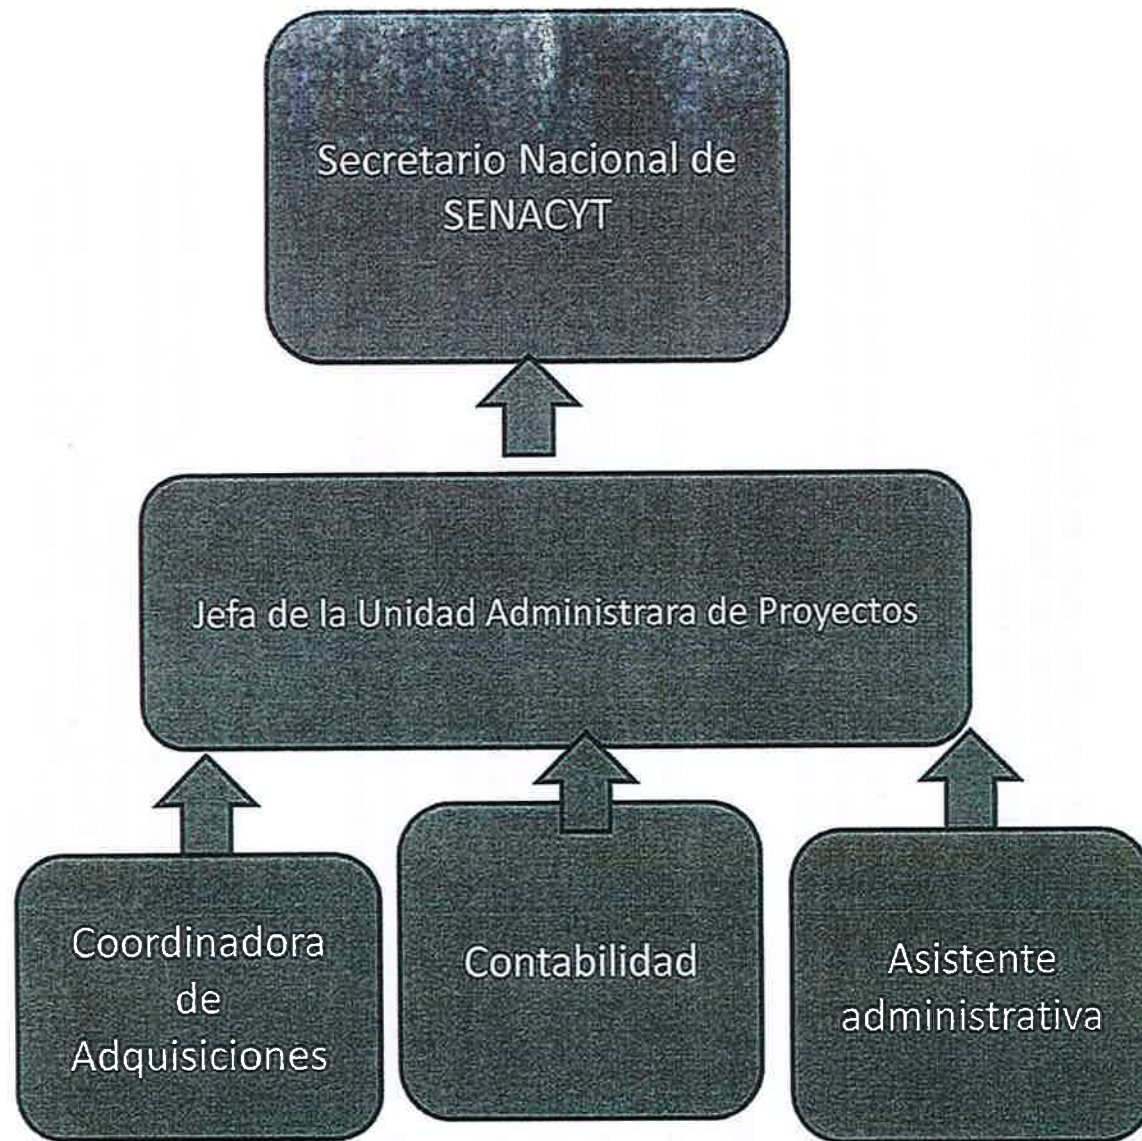 Secretario Nacional de
SENACYT
Jefa de la Unidad Administrara de Proyectos
Coordinadora
de
Adquisiciones
Contabilidad
Asistente
administrativa